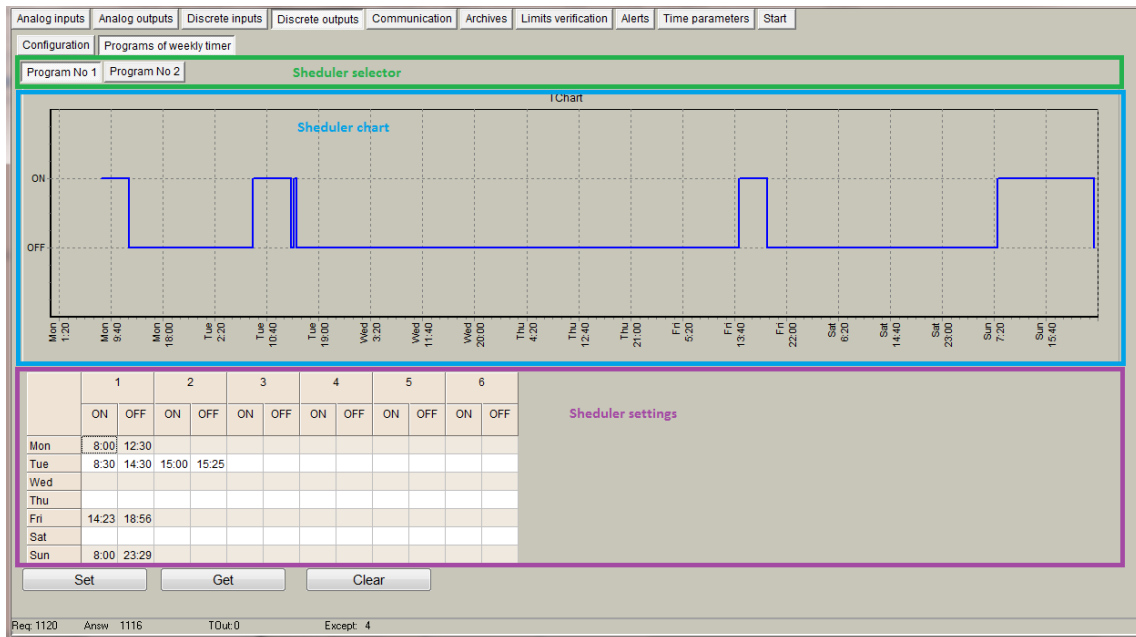 Analog inputs Analog outputs Discrete inputs Discrete outputs Communication Archives Limits verification Alerts Time parameters Start
Configuration Programs of weekly timer
Program No 1 Program No 2 Sheduler selector
TChart
Sheduler chart
ON
OFF
Mon 1:20 Mon 9:40 Mon 18:00 Tue 2:20 Tue 10:40 Tue 19:00 Wed 3:20 Wed 11:40 Wed 20:00 Thu 4:20 Thu 12:40 Thu 21:00 Fri 5:20 Fri 13:40 Fri 22:00 Sat 6:20 Sat 14:40 Sat 23:00 Sun 7:20 Sun 15:40
1 2 3 4 5 6
ON OFF ON OFF ON OFF ON OFF ON OFF ON OFF Sheduler settings
Mon 8:00 12:30
Tue 8:30 14:30 15:00 15:25
Wed
Thu
Fri 14:23 18:56
Sat
Sun 8:00 23:29
Set Get Clear
Req: 1120 Answ 1116 TOut:0 Except: 4